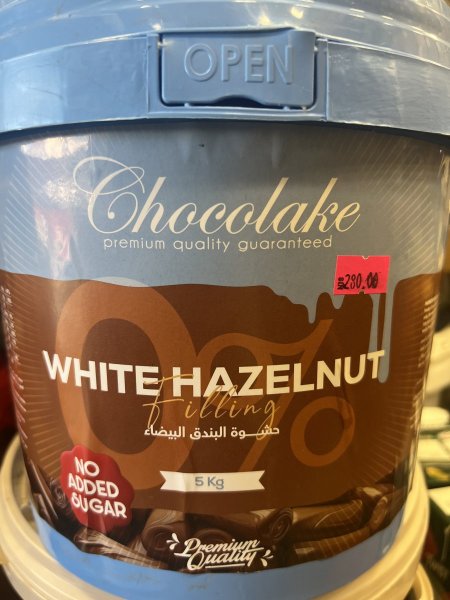 OPEN
Chocolake
premium quality guaranteed
280.00
0%
WHITE HAZELNUT
Filling
حشوة البندق البيضاء
5 Kg
NO
ADDED
SUGAR
Premium
Quality